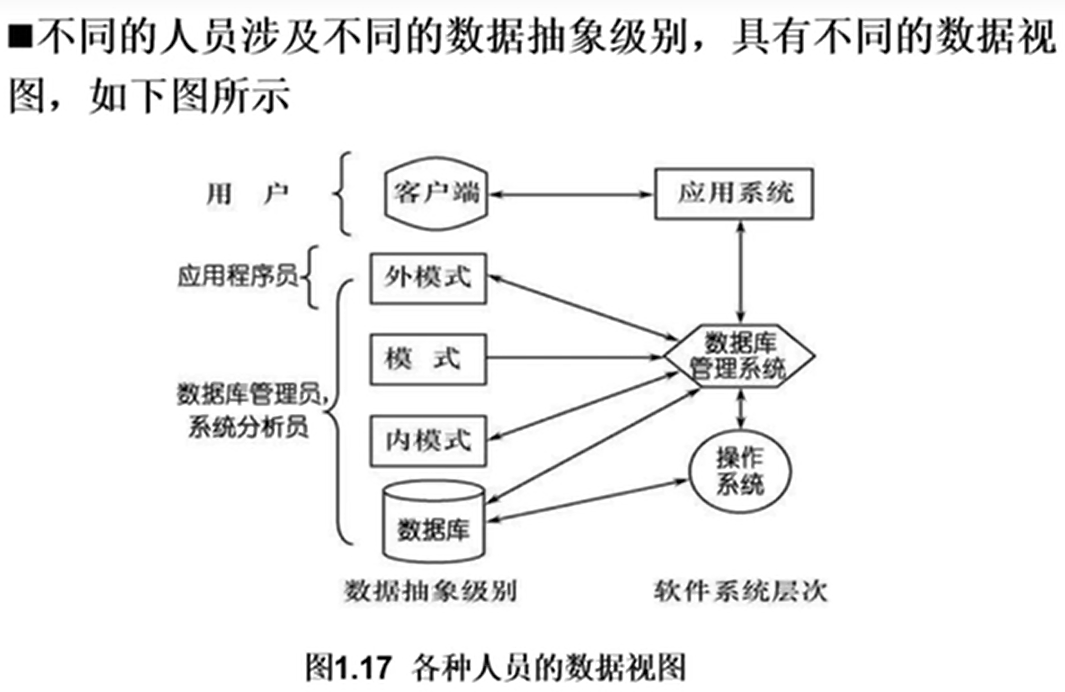 ■不同的人员涉及不同的数据抽象级别，具有不同的数据视
图，如下图所示
用 户
客户端
应用系统
应用程序员
外模式
模 式
数据库
管理系统
数据库管理员,
系统分析员
内模式
操作
系统
数据库
数据抽象级别
软件系统层次
图1.17 各种人员的数据视图